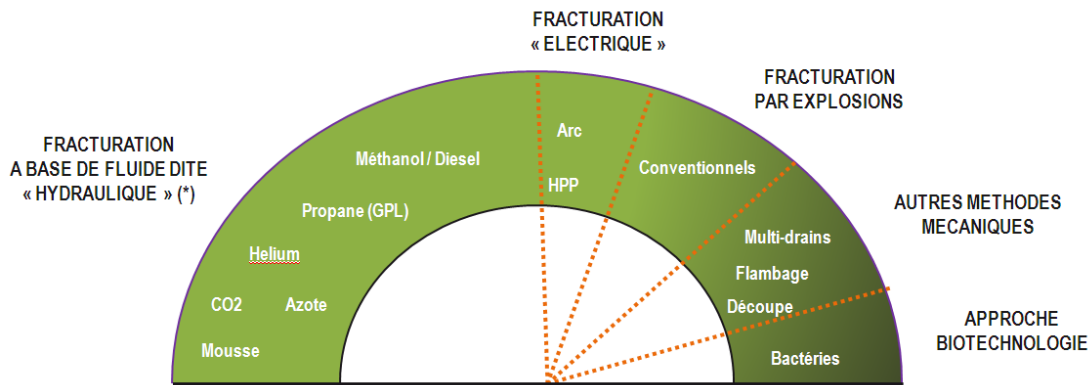 FRACTURATION
« ELECTRIQUE »
FRACTURATION
PAR EXPLOSIONS
FRACTURATION
A BASE DE FLUIDE DITE
« HYDRAULIQUE » (*)
AUTRES METHODES
MECANIQUES
APPROCHE
BIOTECHNOLOGIE
Méthanol / Diesel
Propane (GPL)
Helium
CO2
Azote
Mousse
Arc
HPP
Conventionnels
Multi-drains
Flambage
Découpe
Bactéries